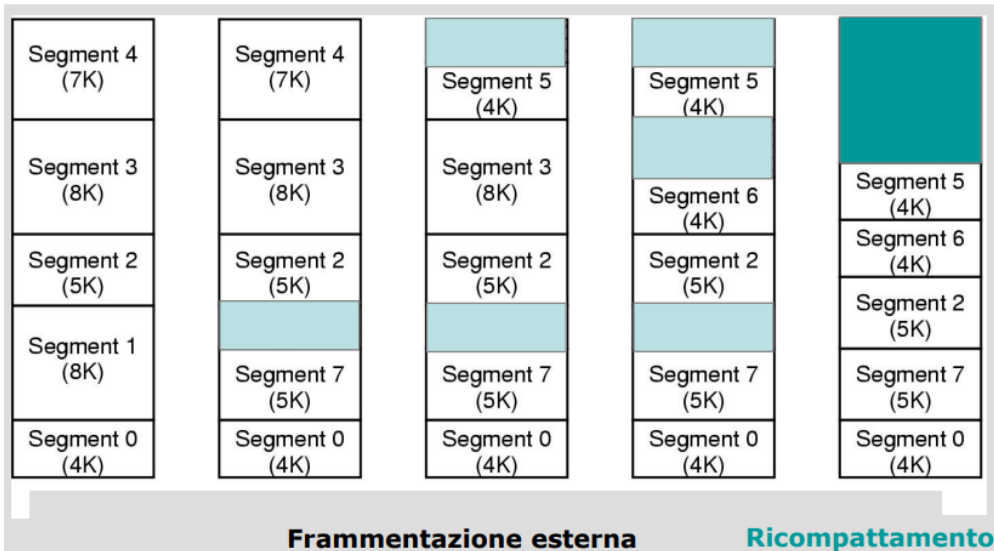 Segment 4
(7K)
Segment 3
(8K)
Segment 2
(5K)
Segment 1
(8K)
Segment 0
(4K)
Segment 4
(7K)
Segment 3
(8K)
Segment 2
(5K)
Segment 7
(5K)
Segment 0
(4K)
Segment 5
(4K)
Segment 3
(8K)
Segment 2
(5K)
Segment 7
(5K)
Segment 0
(4K)
Segment 5
(4K)
Segment 6
(4K)
Segment 2
(5K)
Segment 7
(5K)
Segment 0
(4K)
Segment 5
(4K)
Segment 6
(4K)
Segment 2
(5K)
Segment 7
(5K)
Segment 0
(4K)
Frammentazione esterna
Ricompattamento